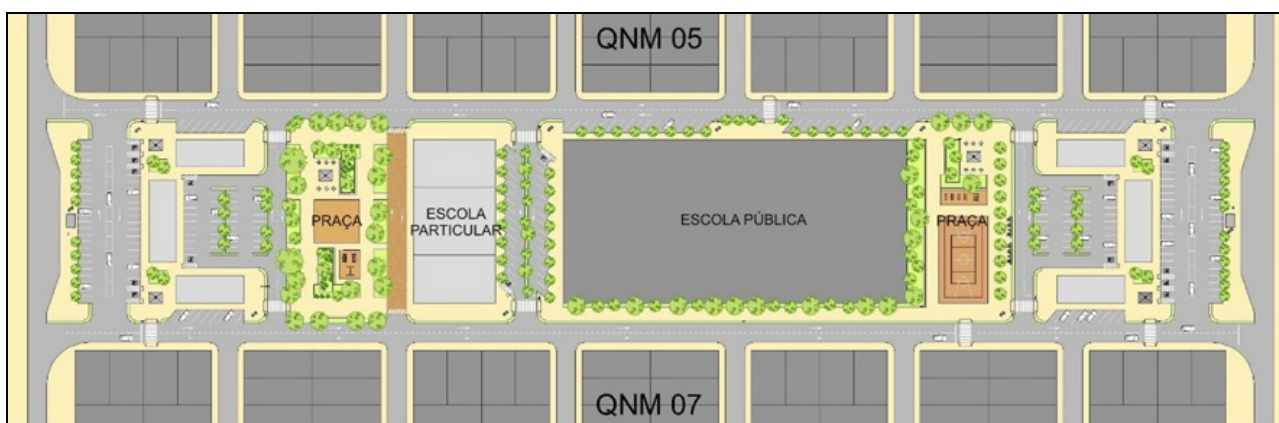 QNM 05
PRAÇA
ESCOLA
PARTICULAR
ESCOLA PÚBLICA
PRAÇA
QNM 07